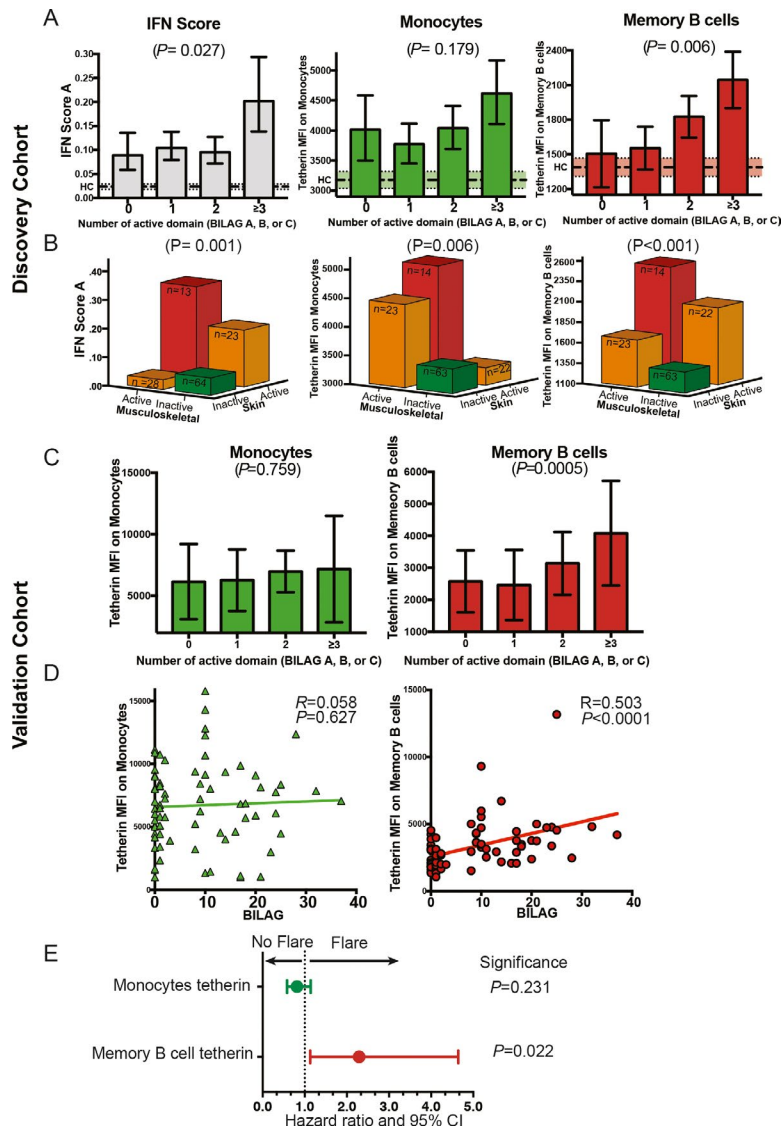 A
Discovery Cohort
IFN Score
(P= 0.027)
IFN Score A
0.30
0.25
0.20
0.15
0.10
0.05
0.00
HC
0 1 2 ≥3
Number of active domain (BILAG A, B, or C)
Monocytes
(P= 0.179)
Tetherin MFI on Monocytes
5000
4500
4000
3500
3000
HC
0 1 2 ≥3
Number of active domain (BILAG A, B, or C)
Memory B cells
(P= 0.006)
Tetherin MFI on Memory B cells
2400
2100
1800
1500
1200
HC
0 1 2 ≥3
Number of active domain (BILAG A, B, or C)
B
(P= 0.001)
IFN Score A
.40
.30
.20
.10
.00
n=13
n=23
n=28
n=64
Active
Inactive
Musculoskeletal
Inactive
Active
Skin
(P=0.006)
Tetherin MFI on Monocytes
5000
4500
4000
3500
3000
n=14
n=23
n=63
n=22
Active
Inactive
Musculoskeletal
Inactive
Active
Skin
(P<0.001)
Tetherin MFI on Memory B cells
2600
2300
2000
1700
1400
1100
n=14
n=22
n=23
n=63
Active
Inactive
Musculoskeletal
Inactive
Active
Skin
C
Validation Cohort
Monocytes
(P=0.759)
Tetherin MFI on Monocytes
15000
10000
5000
0 1 2 ≥3
Number of active domain (BILAG A, B, or C)
Memory B cells
(P=0.0005)
Tetehrin MFI on Memeory B cells
6000
5000
4000
3000
2000
1000
0 1 2 ≥3
Number of active domain (BILAG A, B, or C)
D
R=0.058
P=0.627
Tetherin MFI on Monocytes
15000
10000
5000
0
0 10 20 30 40
BILAG
R=0.503
P<0.0001
Tetherin MFI on Memory B cells
15000
10000
5000
0
0 10 20 30 40
BILAG
E
No Flare Flare
Significance
Monocytes tetherin
P=0.231
Memory B cell tetherin
P=0.022
0.0 1.0 2.0 3.0 4.0 5.0
Hazard ratio and 95% CI